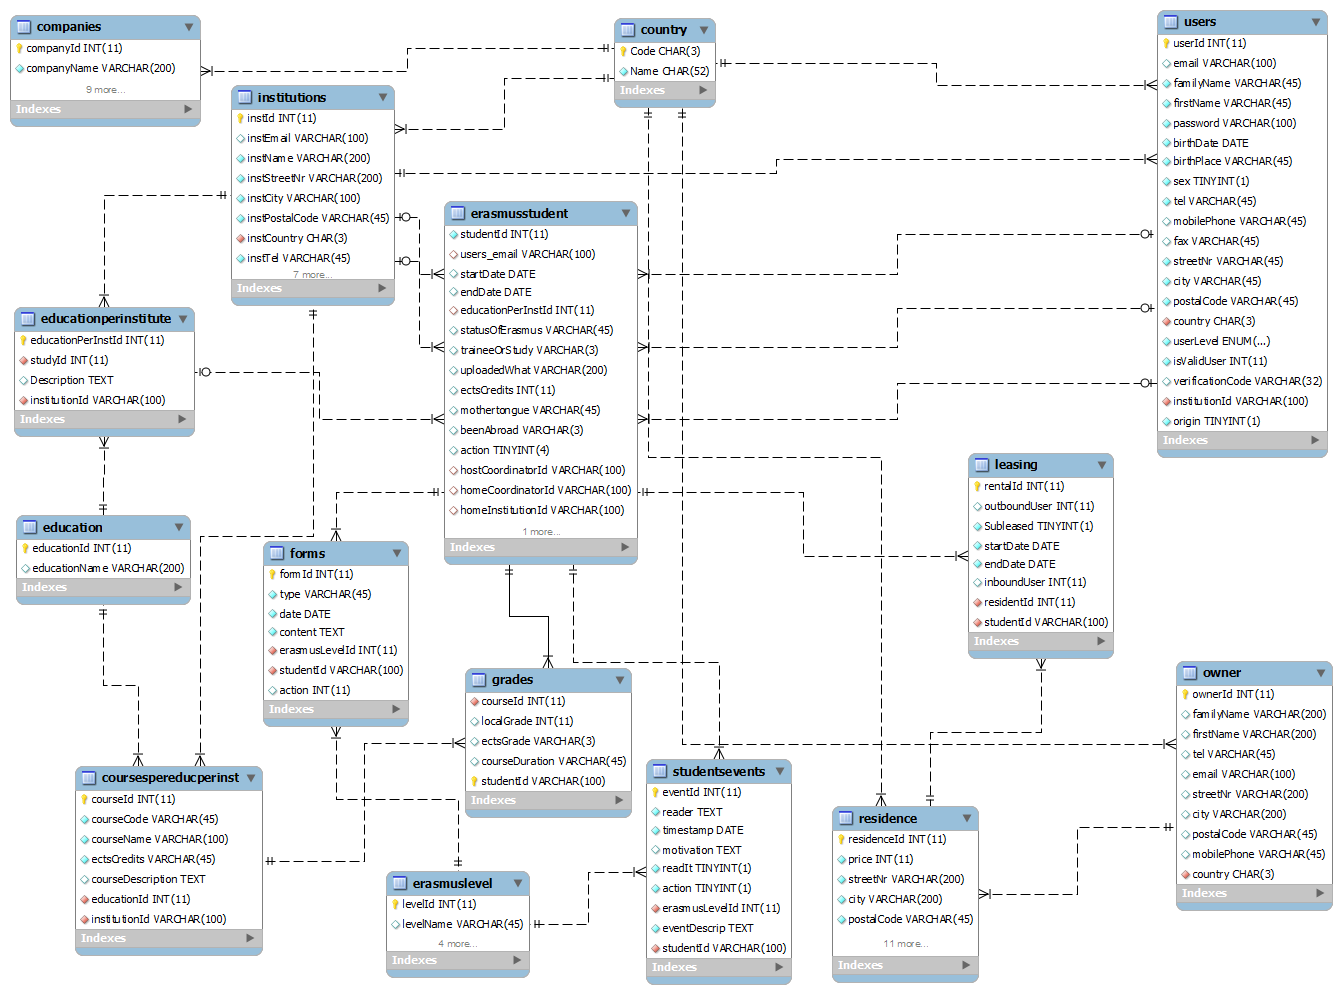 companies
companyId INT(11)
companyName VARCHAR(200)
9 more...
Indexes
country
Code CHAR(3)
Name CHAR(52)
Indexes
users
userId INT(11)
email VARCHAR(100)
familyName VARCHAR(45)
firstName VARCHAR(45)
password VARCHAR(100)
birthDate DATE
birthPlace VARCHAR(45)
sex TINYINT(1)
tel VARCHAR(45)
mobilePhone VARCHAR(45)
fax VARCHAR(45)
streetNr VARCHAR(45)
city VARCHAR(45)
postalCode VARCHAR(45)
country CHAR(3)
userLevel ENUM(...)
isValidUser INT(11)
verificationCode VARCHAR(32)
institutionId VARCHAR(100)
origin TINYINT(1)
Indexes
institutions
instId INT(11)
instEmail VARCHAR(100)
instName VARCHAR(200)
instStreetNr VARCHAR(200)
instCity VARCHAR(100)
instPostalCode VARCHAR(45)
instCountry CHAR(3)
instTel VARCHAR(45)
7 more...
Indexes
erasmusstudent
studentId INT(11)
users_email VARCHAR(100)
startDate DATE
endDate DATE
educationPerInstId INT(11)
statusOfErasmus VARCHAR(45)
traineeOrStudy VARCHAR(3)
uploadedWhat VARCHAR(200)
ectsCredits INT(11)
mothertongue VARCHAR(45)
beenAbroad VARCHAR(3)
action TINYINT(4)
hostCoordinatorId VARCHAR(100)
homeCoordinatorId VARCHAR(100)
homeInstitutionId VARCHAR(100)
1 more...
Indexes
educationperinstitute
educationPerInstId INT(11)
studyId INT(11)
Description TEXT
institutionId VARCHAR(100)
Indexes
education
educationId INT(11)
educationName VARCHAR(200)
Indexes
forms
formId INT(11)
type VARCHAR(45)
date DATE
content TEXT
erasmusLevelId INT(11)
studentId VARCHAR(100)
action INT(11)
Indexes
leasing
rentalId INT(11)
outboundUser INT(11)
Subleased TINYINT(1)
startDate DATE
endDate DATE
inboundUser INT(11)
residentId INT(11)
studentId VARCHAR(100)
Indexes
grades
courseId INT(11)
localGrade INT(11)
ectsGrade VARCHAR(3)
courseDuration VARCHAR(45)
studentId VARCHAR(100)
Indexes
owner
ownerId INT(11)
familyName VARCHAR(200)
firstName VARCHAR(200)
tel VARCHAR(45)
email VARCHAR(100)
streetNr VARCHAR(200)
city VARCHAR(200)
postalCode VARCHAR(45)
mobilePhone VARCHAR(45)
country CHAR(3)
Indexes
coursespereducperinst
courseId INT(11)
courseCode VARCHAR(45)
courseName VARCHAR(100)
ectsCredits VARCHAR(45)
courseDescription TEXT
educationId INT(11)
institutionId VARCHAR(100)
Indexes
studentsevents
eventId INT(11)
reader TEXT
timestamp DATE
motivation TEXT
readIt TINYINT(1)
action TINYINT(1)
erasmusLevelId INT(11)
eventDescrip TEXT
studentId VARCHAR(100)
Indexes
residence
residenceId INT(11)
price INT(11)
streetNr VARCHAR(200)
city VARCHAR(200)
postalCode VARCHAR(45)
11 more...
Indexes
erasmuslevel
levelId INT(11)
levelName VARCHAR(45)
4 more...
Indexes